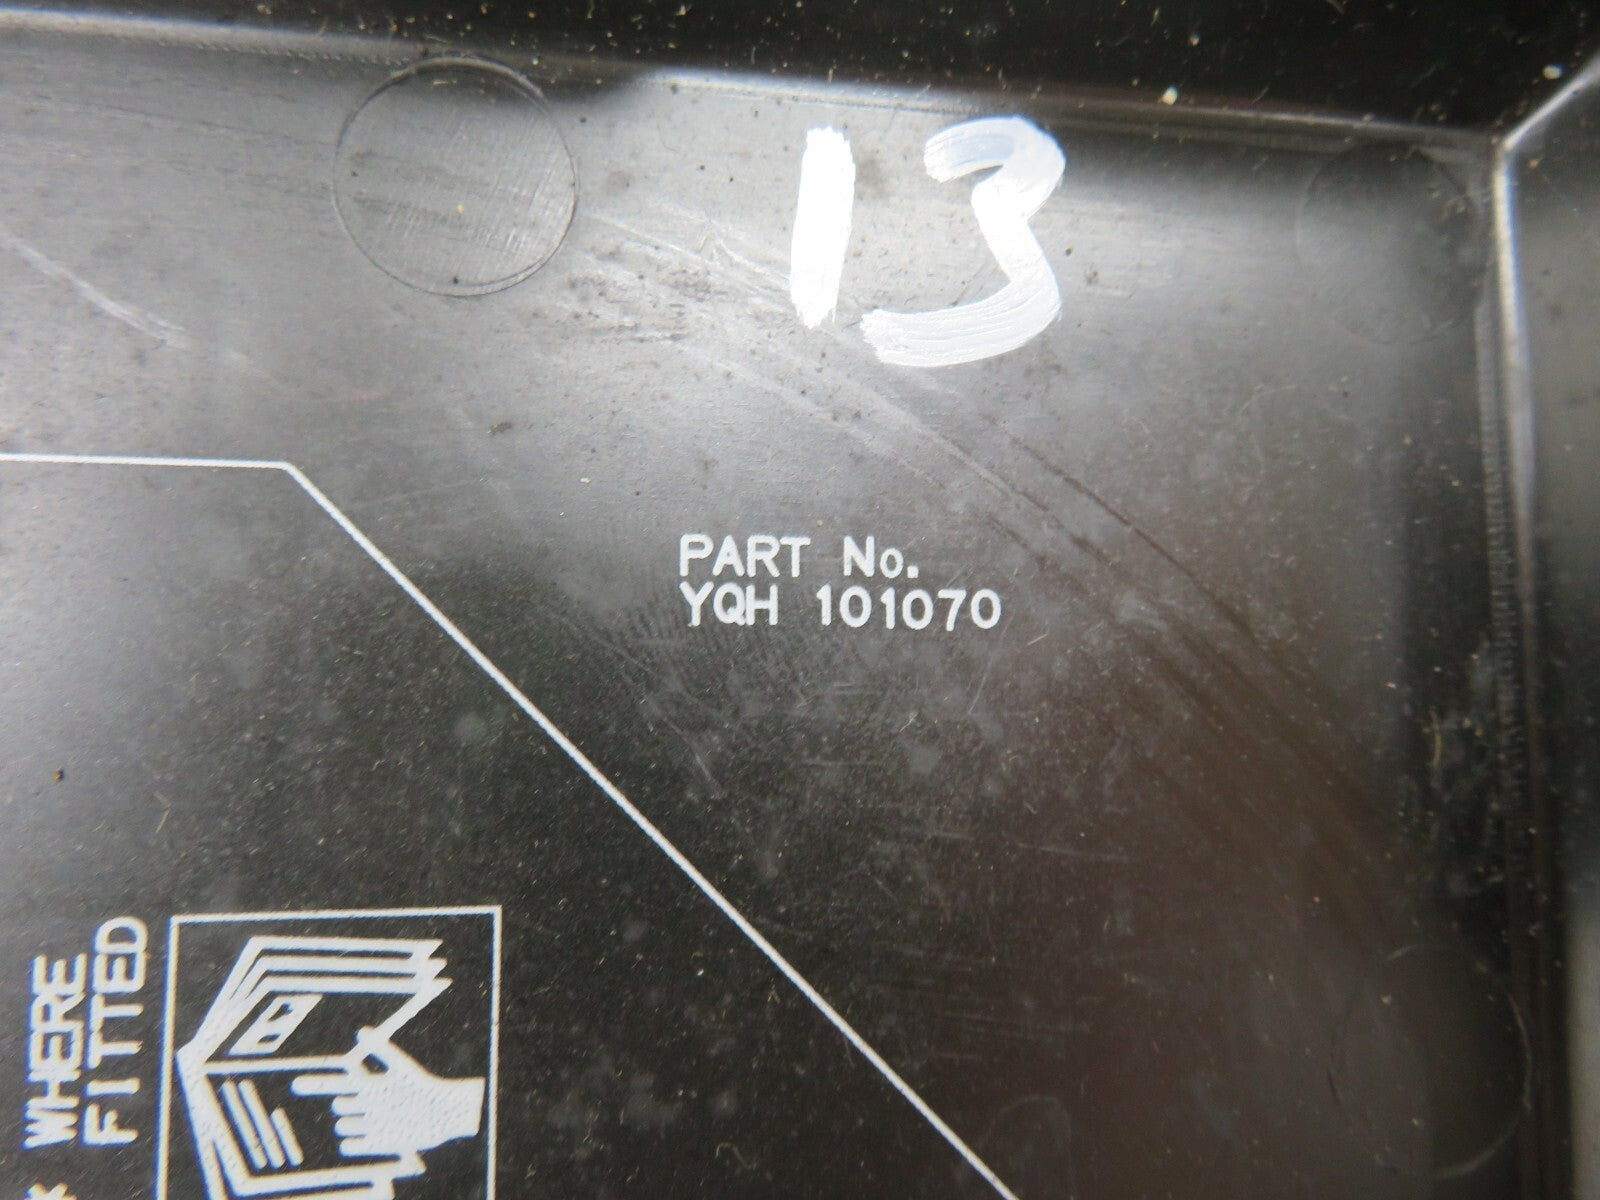 13
PART No.
YQH 101070
* WHERE
FITTED